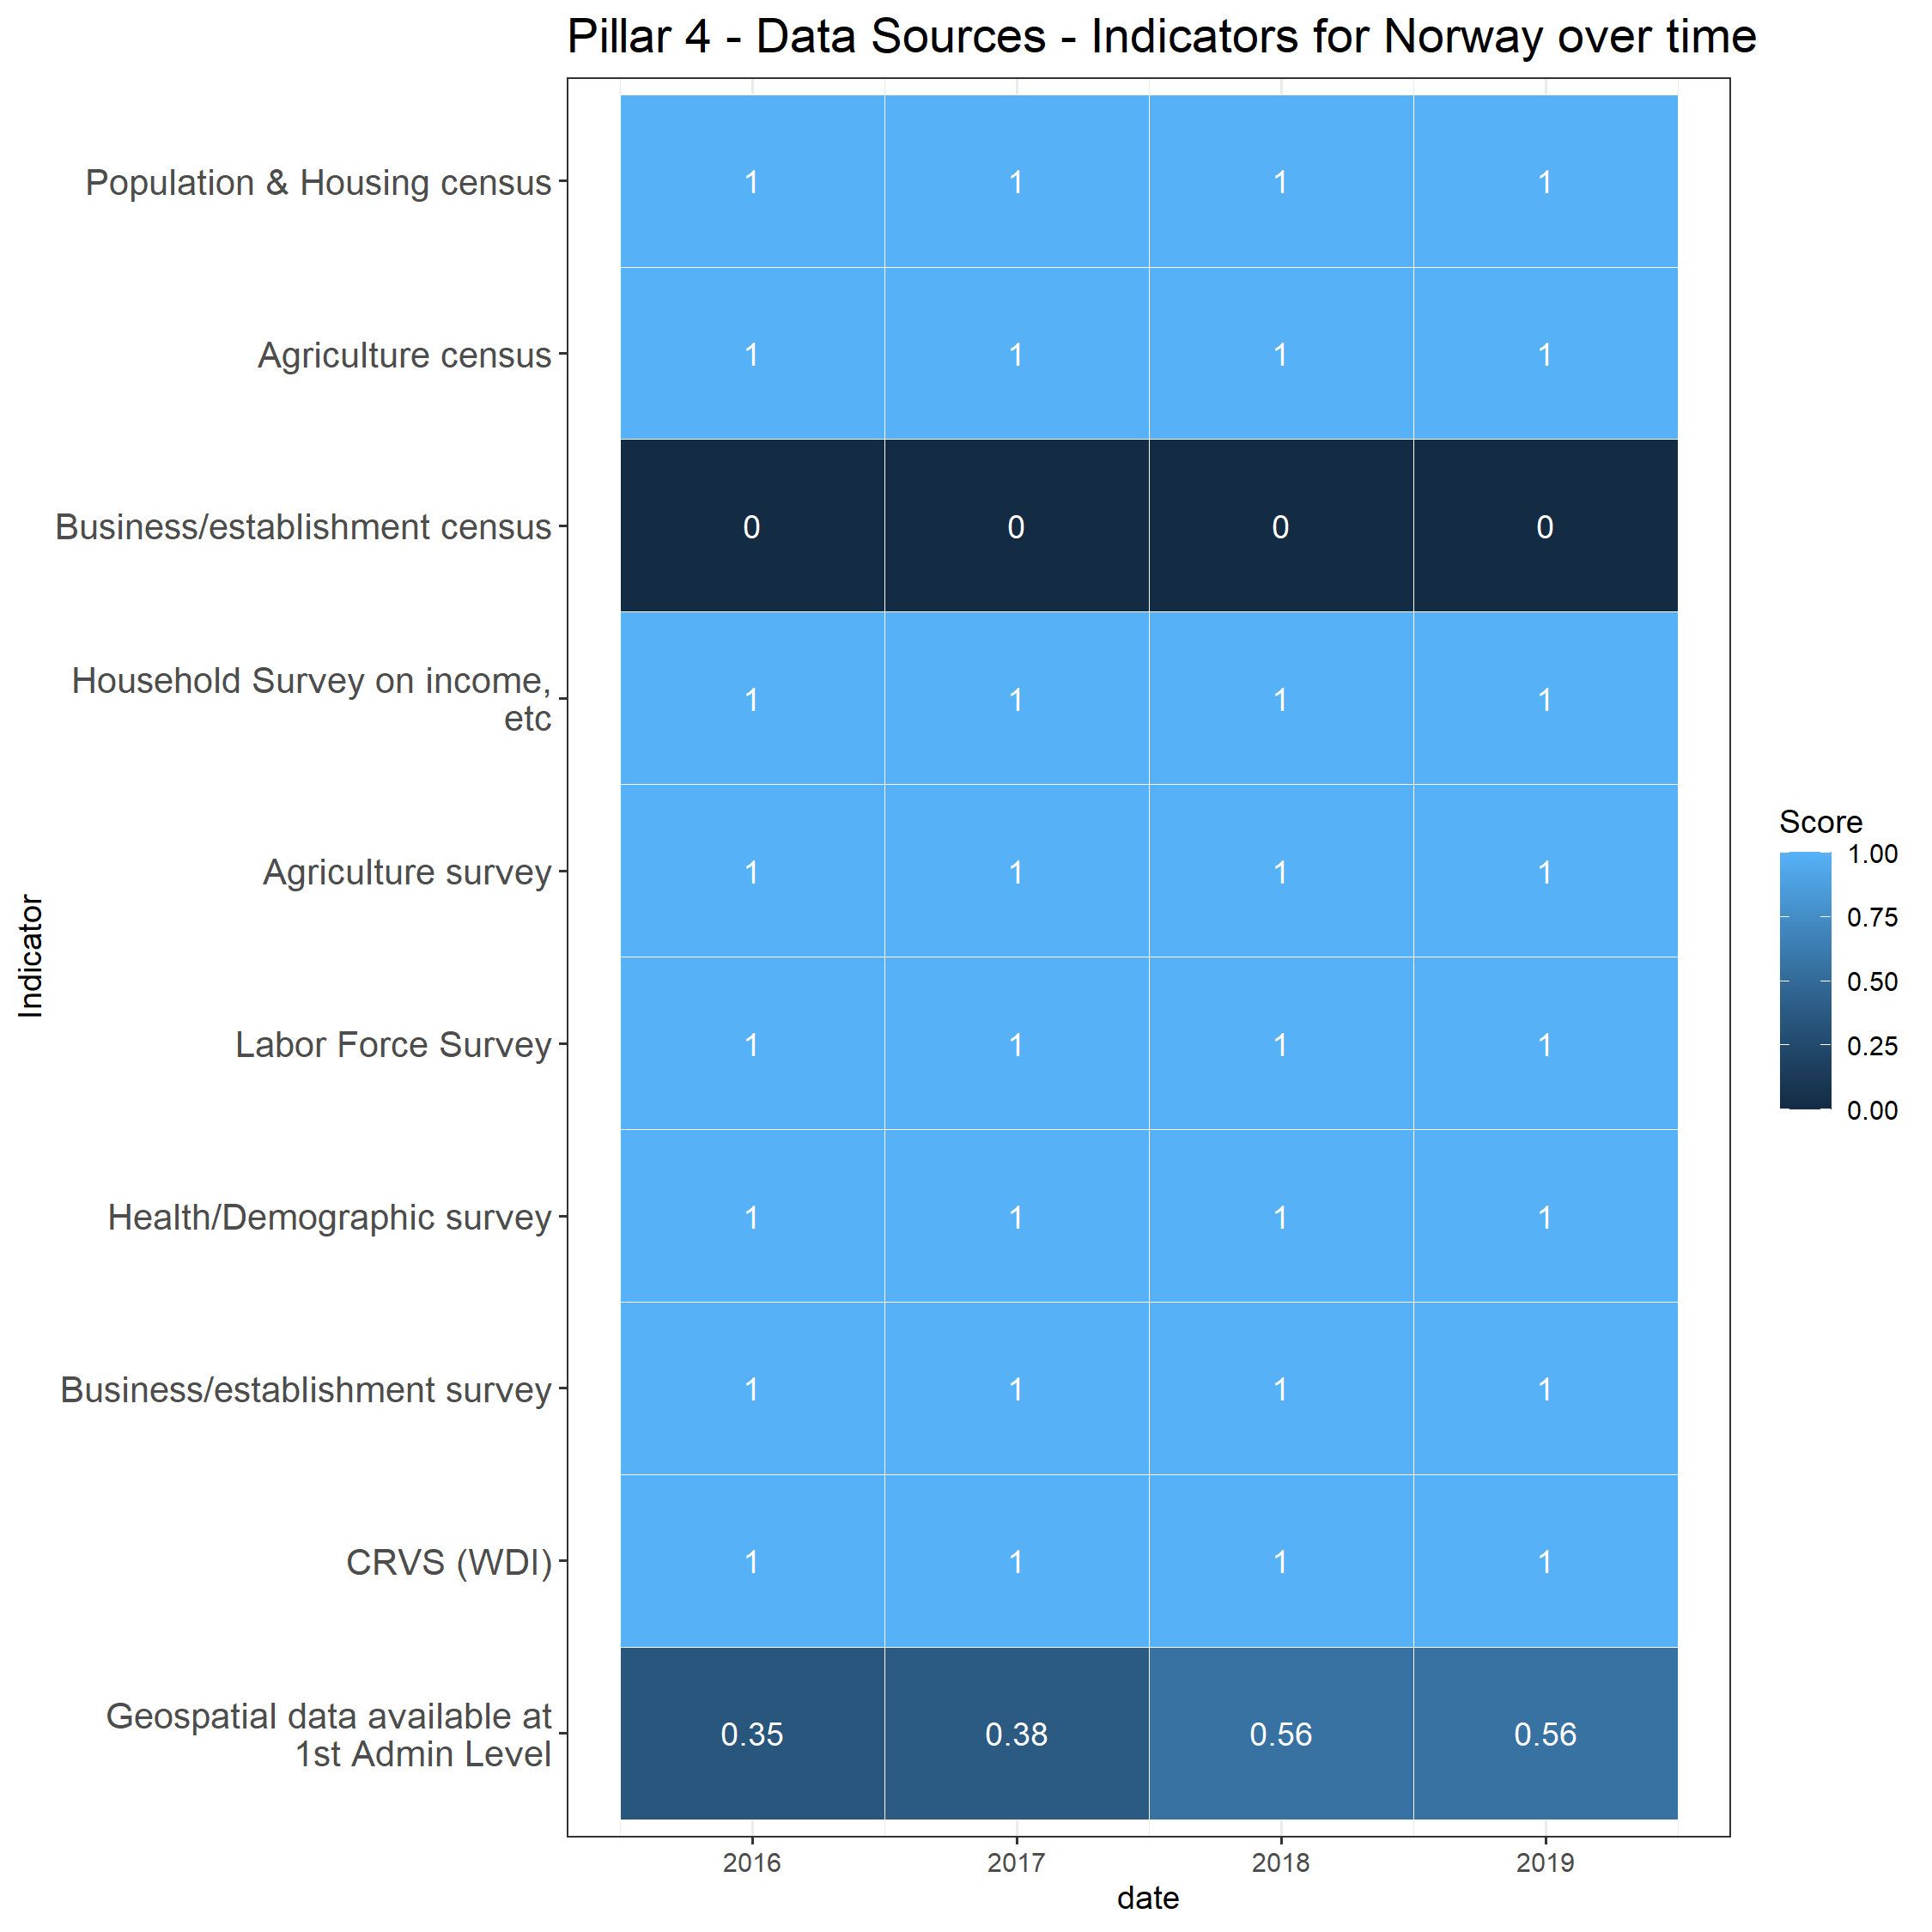 Pillar 4 - Data Sources - Indicators for Norway over time
Population & Housing census
1 1 1 1
Agriculture census
1 1 1 1
Business/establishment census
0 0 0 0
Household Survey on income,
etc
1 1 1 1
Agriculture survey
1 1 1 1
Labor Force Survey
1 1 1 1
Health/Demographic survey
1 1 1 1
Business/establishment survey
1 1 1 1
CRVS (WDI)
1 1 1 1
Geospatial data available at
1st Admin Level
0.35 0.38 0.56 0.56
2016 2017 2018 2019
date
Indicator
Score
1.00
0.75
0.50
0.25
0.00